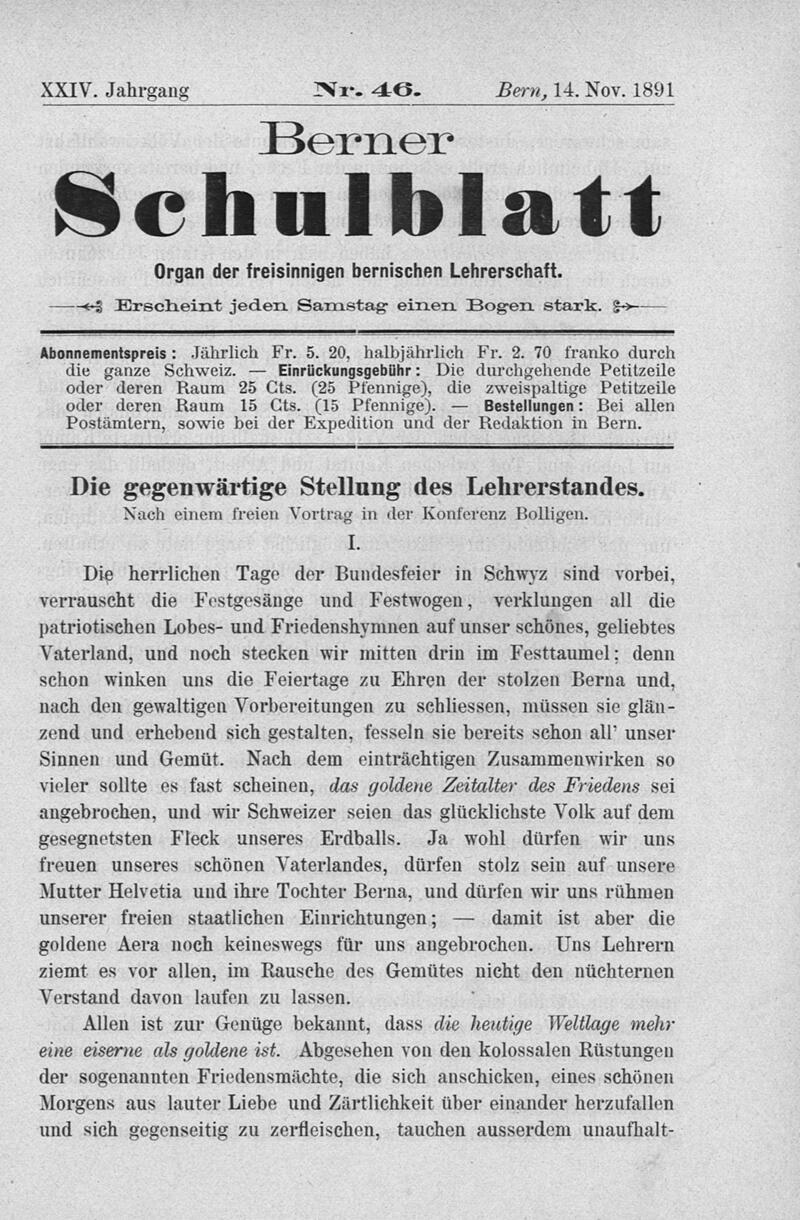 XXIV. Jahrgang Nr. 46. Bern, 14. Nov. 1891
Berner
Schulblatt
Organ der freisinnigen bernischen Lehrerschaft.
Erscheint jeden Samstag einen Bogen stark.
Abonnementspreis: Jährlich Fr. 5. 20, halbjährlich Fr. 2. 70 franko durch
die ganze Schweiz. — Einrückungsgebühr: Die durchgehende Petitzeile
oder deren Raum 25 Cts. (25 Pfennige), die zweispaltige Petitzeile
oder deren Raum 15 Cts. (15 Pfennige). — Bestellungen: Bei allen
Postämtern, sowie bei der Expedition und der Redaktion in Bern.
Die gegenwärtige Stellung des Lehrerstandes.
Nach einem freien Vortrag in der Konferenz Bolligen.
I.
Die herrlichen Tage der Bundesfeier in Schwyz sind vorbei,
verrauscht die Festgesänge und Festwogen, verklungen all die
patriotischen Lobes- und Friedenshymnen auf unser schönes, geliebtes
Vaterland, und noch stecken wir mitten drin im Festtaumel; denn
schon winken uns die Feiertage zu Ehren der stolzen Berna und,
nach den gewaltigen Vorbereitungen zu schliessen, müssen sie glän-
zend und erhebend sich gestalten, fesseln sie bereits schon all' unser
Sinnen und Gemüt. Nach dem einträchtigen Zusammenwirken so
vieler sollte es fast scheinen, das goldene Zeitalter des Friedens sei
angebrochen, und wir Schweizer seien das glücklichste Volk auf dem
gesegnetsten Fleck unseres Erdballs. Ja wohl dürfen wir uns
freuen unseres schönen Vaterlandes, dürfen stolz sein auf unsere
Mutter Helvetia und ihre Tochter Berna, und dürfen wir uns rühmen
unserer freien staatlichen Einrichtungen; — damit ist aber die
goldene Aera noch keineswegs für uns angebrochen. Uns Lehrern
ziemt es vor allen, im Rausche des Gemütes nicht den nüchternen
Verstand davon laufen zu lassen.
Allen ist zur Genüge bekannt, dass die heutige Weltlage mehr
eine eiserne als goldene ist. Abgesehen von den kolossalen Rüstungen
der sogenannten Friedensmächte, die sich anschicken, eines schönen
Morgens aus lauter Liebe und Zärtlichkeit über einander herzufallen
und sich gegenseitig zu zerfleischen, tauchen ausserdem unaufhalt-